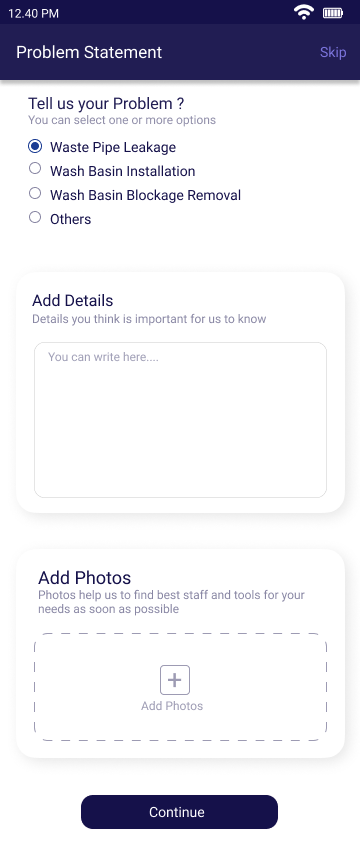 12.40 PM
Problem Statement
Skip
Tell us your Problem ?
You can select one or more options
Waste Pipe Leakage
Wash Basin Installation
Wash Basin Blockage Removal
Others
Add Details
Details you think is important for us to know
You can write here....
Add Photos
Photos help us to find best staff and tools for your
needs as soon as possible
Add Photos
Continue